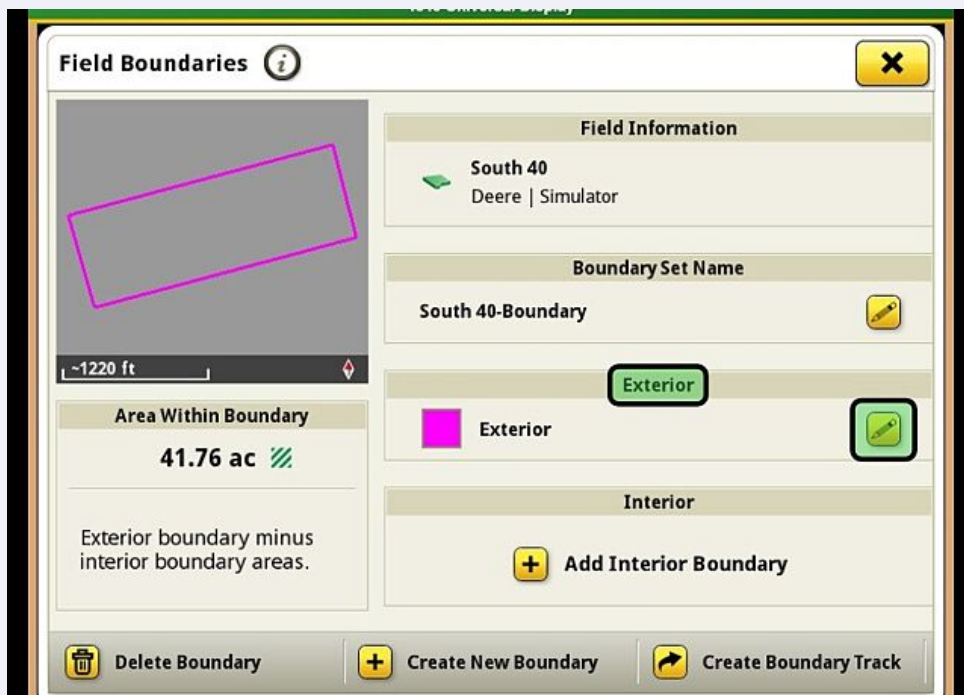 Field Boundaries i
Field Information
South 40
Deere | Simulator
Boundary Set Name
South 40-Boundary
~1220 ft
Exterior
Exterior
Area Within Boundary
41.76 ac
Exterior boundary minus
interior boundary areas.
Interior
Add Interior Boundary
Delete Boundary
Create New Boundary
Create Boundary Track